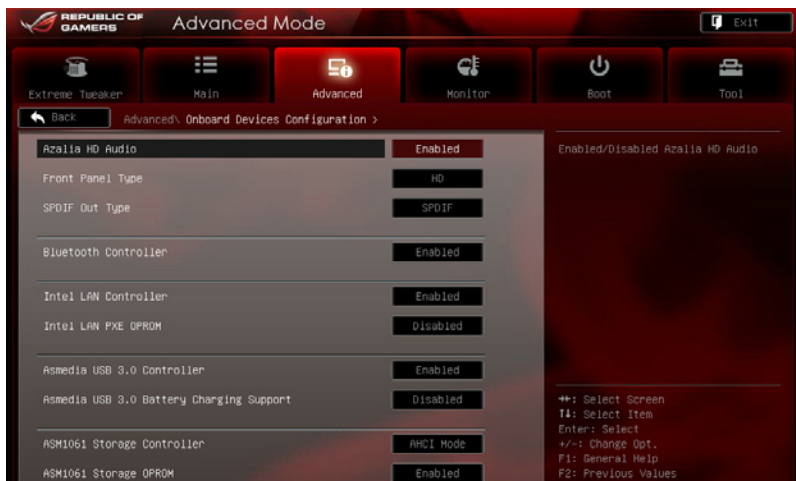 REPUBLIC OF
GAMERS
Advanced Mode
Exit
Extreme Tweaker
Main
Advanced
Monitor
Boot
Tool
Back
Advanced\ Onboard Devices Configuration >
Azalia HD Audio Enabled
Front Panel Type HD
SPDIF Out Type SPDIF
Bluetooth Controller Enabled
Intel LAN Controller Enabled
Intel LAN PXE OPROM Disabled
Asmedia USB 3.0 Controller Enabled
Asmedia USB 3.0 Battery Charging Support Disabled
ASM1061 Storage Controller AHCI Mode
ASM1061 Storage OPROM Enabled
Enabled/Disabled Azalia HD Audio
→←: Select Screen
↑↓: Select Item
Enter: Select
+/-: Change Opt.
F1: General Help
F2: Previous Values